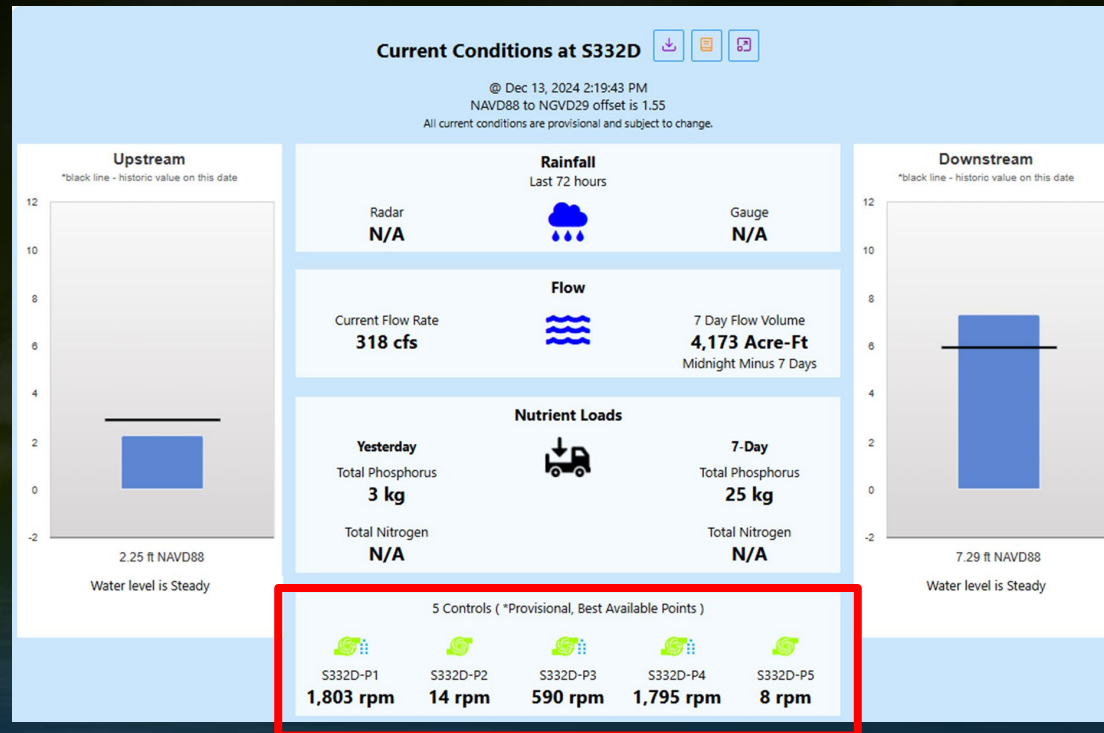 Current Conditions at S332D
@ Dec 13, 2024 2:19:43 PM
NAVD88 to NGVD29 offset is 1.55
All current conditions are provisional and subject to change.
Upstream
*black line - historic value on this date
12
10
8
6
4
2
0
-2
2.25 ft NAVD88
Water level is Steady
Rainfall
Last 72 hours
Radar
N/A
Gauge
N/A
Flow
Current Flow Rate
318 cfs
7 Day Flow Volume
4,173 Acre-Ft
Midnight Minus 7 Days
Nutrient Loads
Yesterday
Total Phosphorus
3 kg
Total Nitrogen
N/A
7-Day
Total Phosphorus
25 kg
Total Nitrogen
N/A
5 Controls ( *Provisional, Best Available Points )
S332D-P1
1,803 rpm
S332D-P2
14 rpm
S332D-P3
590 rpm
S332D-P4
1,795 rpm
S332D-P5
8 rpm
Downstream
*black line - historic value on this date
12
10
8
6
4
2
0
-2
7.29 ft NAVD88
Water level is Steady